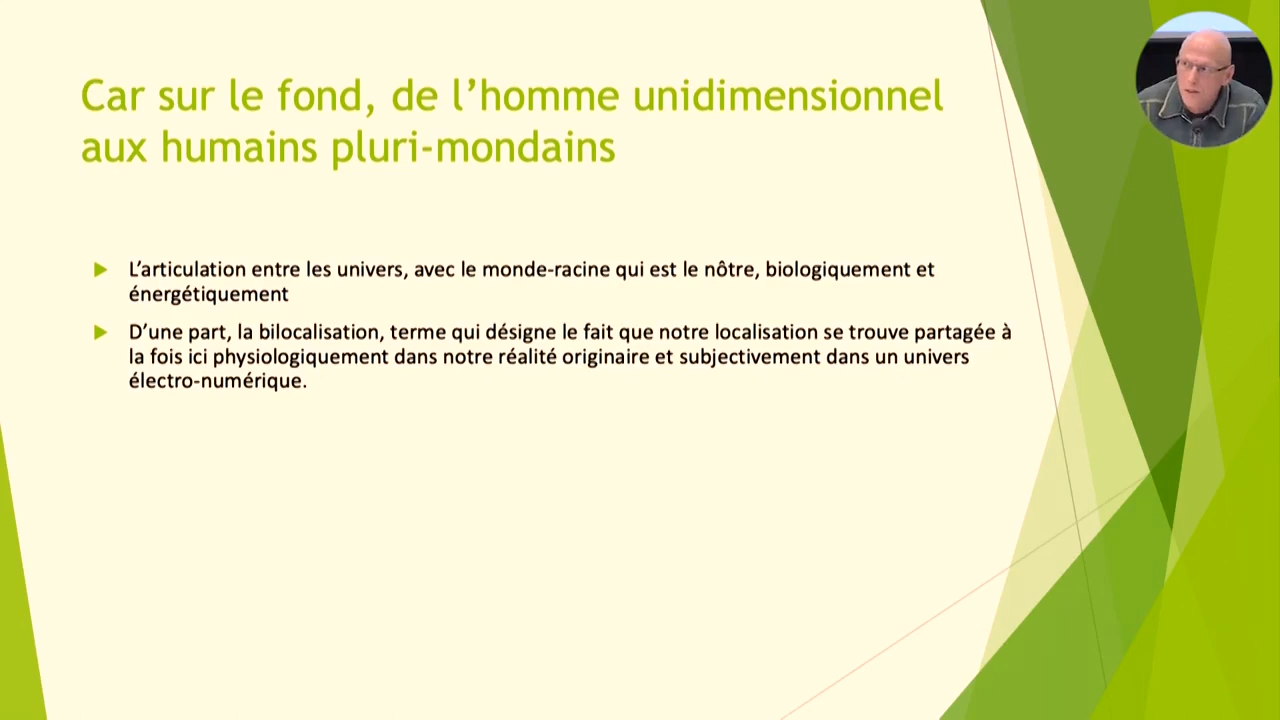 Car sur le fond, de l’homme unidimensionnel
aux humains pluri-mondains
L’articulation entre les univers, avec le monde-racine qui est le nôtre, biologiquement et
énergétiquement
D’une part, la bilocalisation, terme qui désigne le fait que notre localisation se trouve partagée à
la fois ici physiologiquement dans notre réalité originaire et subjectivement dans un univers
électro-numérique.